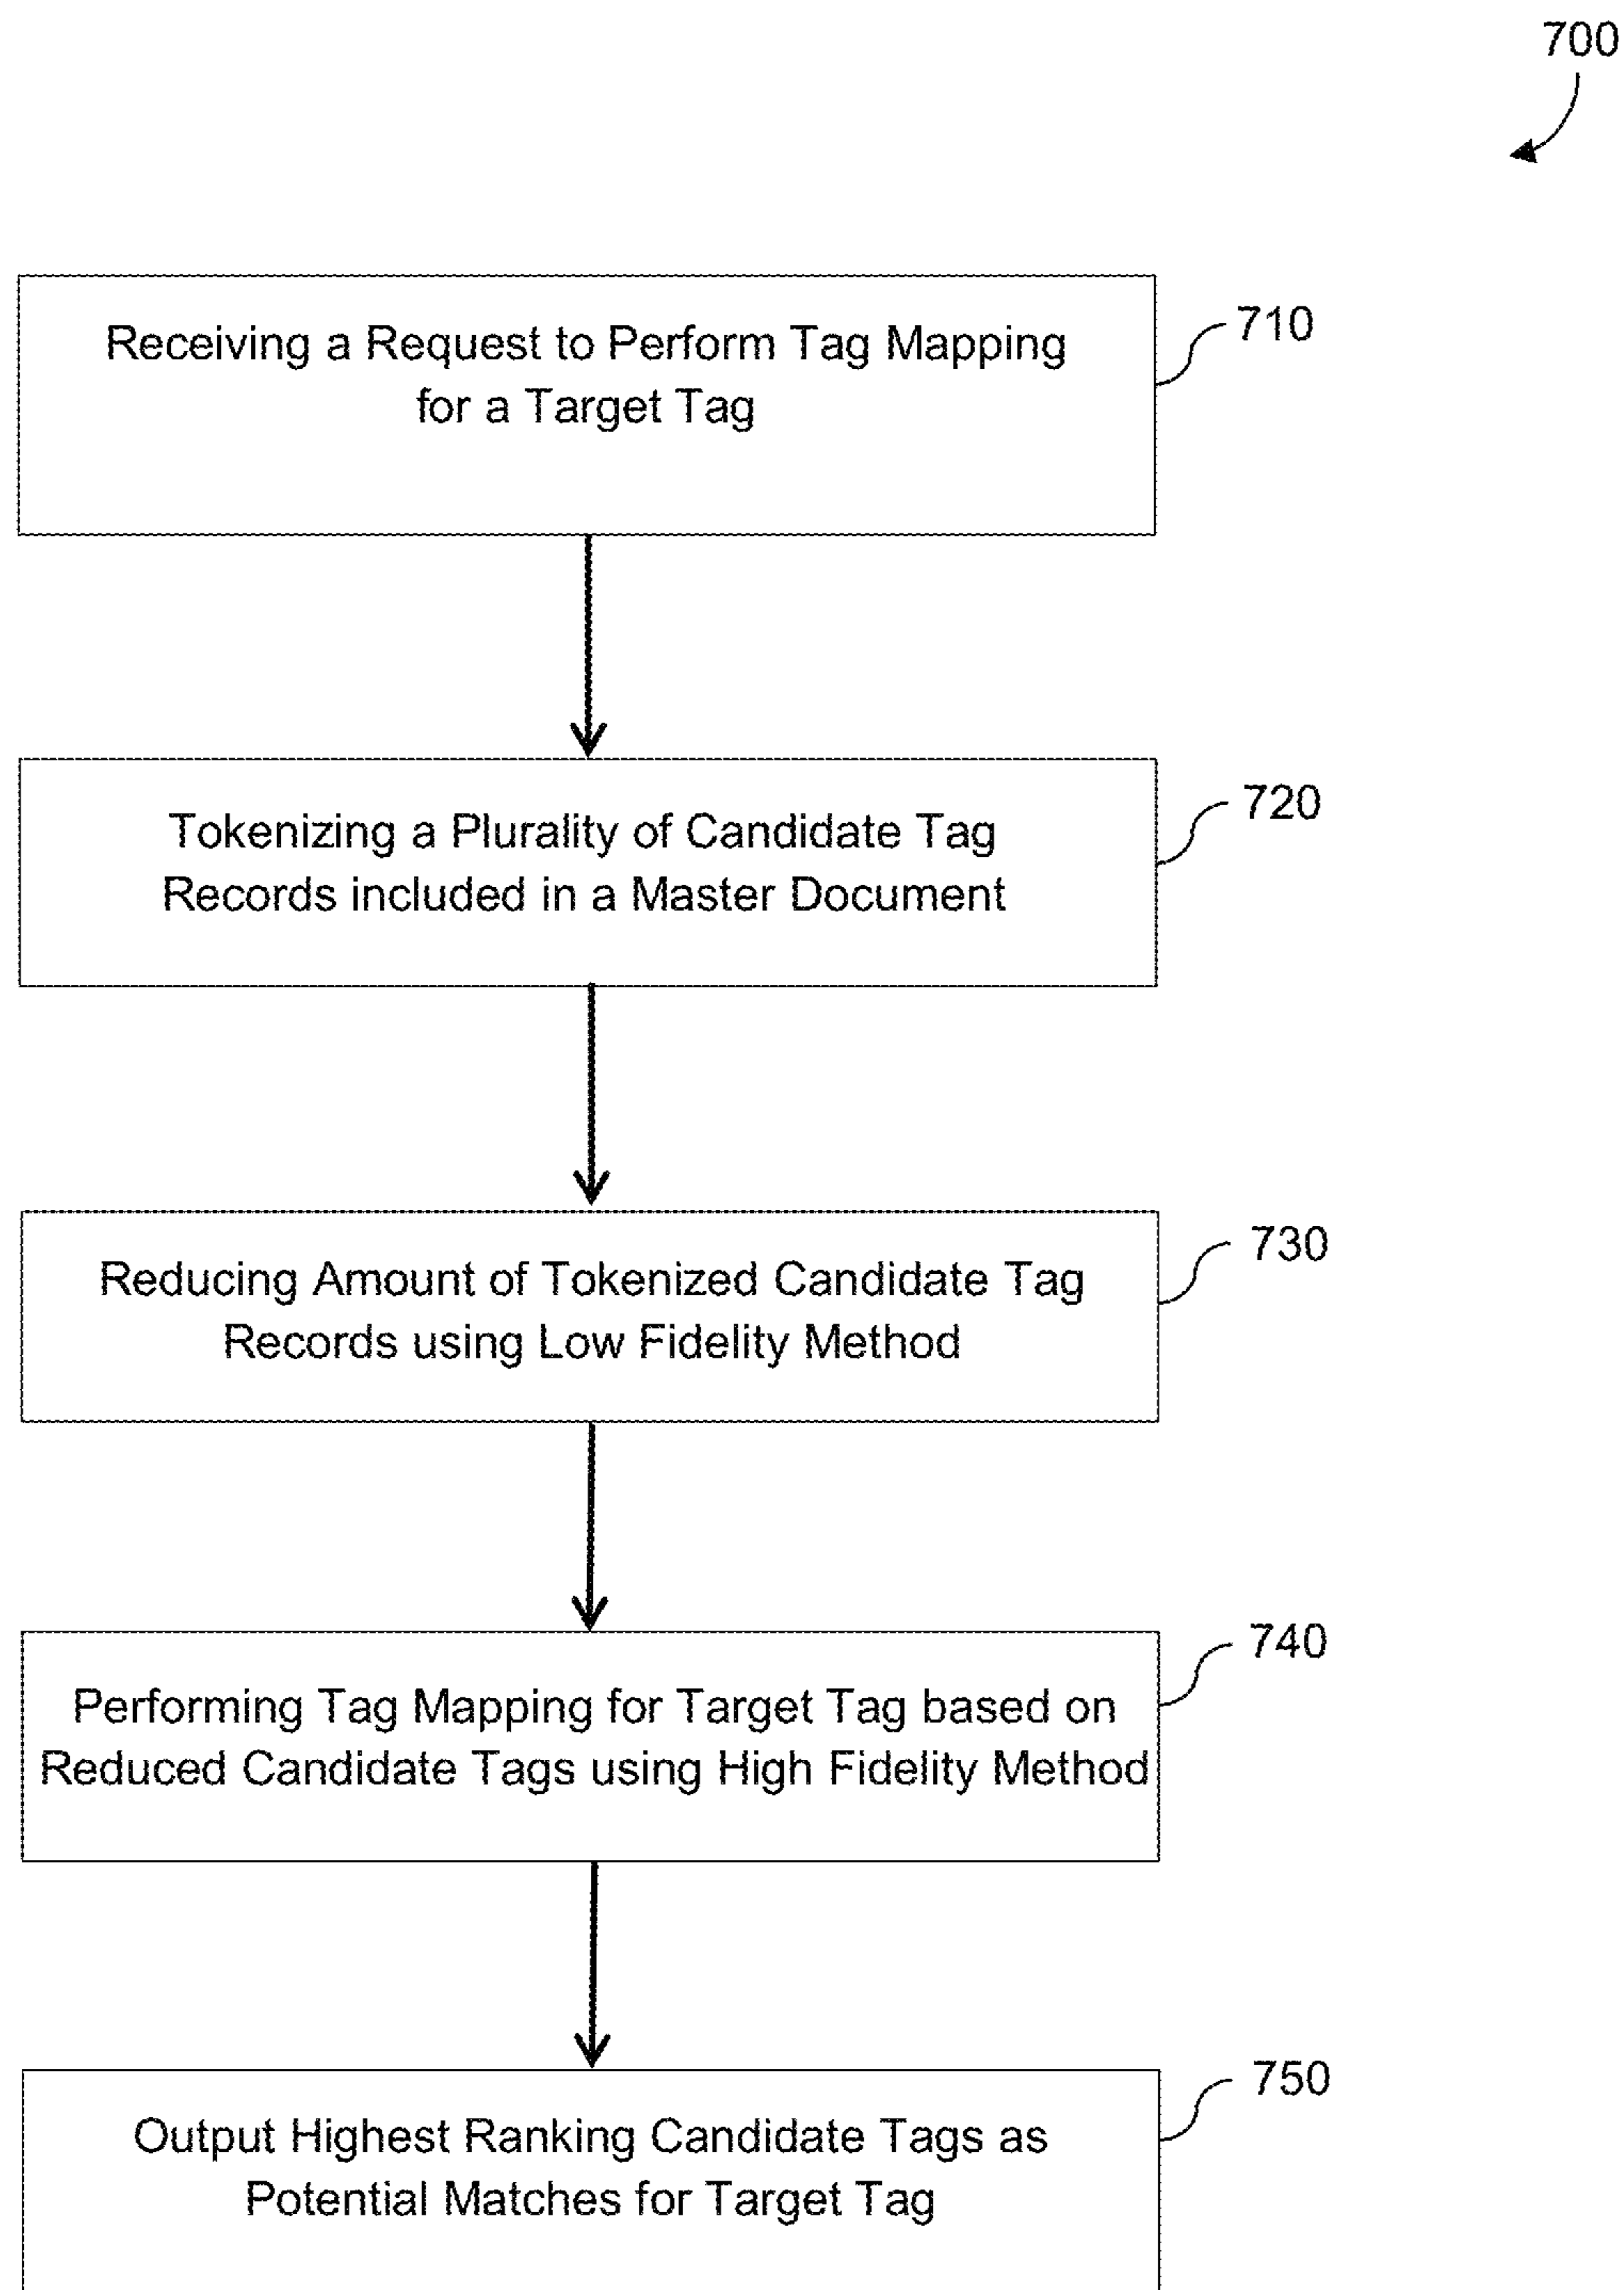 700
Receiving a Request to Perform Tag Mapping
for a Target Tag
710
Tokenizing a Plurality of Candidate Tag
Records included in a Master Document
720
Reducing Amount of Tokenized Candidate Tag
Records using Low Fidelity Method
730
Performing Tag Mapping for Target Tag based on
Reduced Candidate Tags using High Fidelity Method
740
Output Highest Ranking Candidate Tags as
Potential Matches for Target Tag
750